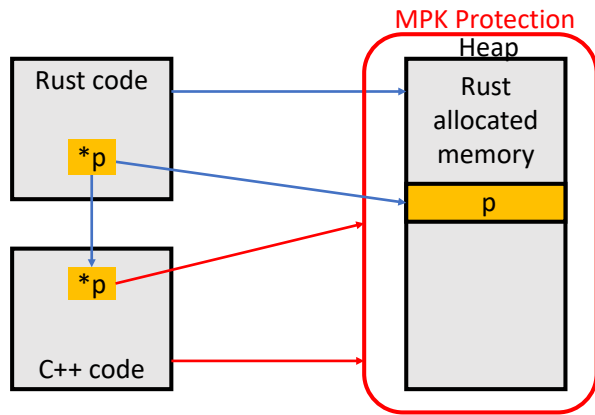 MPK Protection
Heap
Rust code
*p
Rust
allocated
memory
p
*p
C++ code